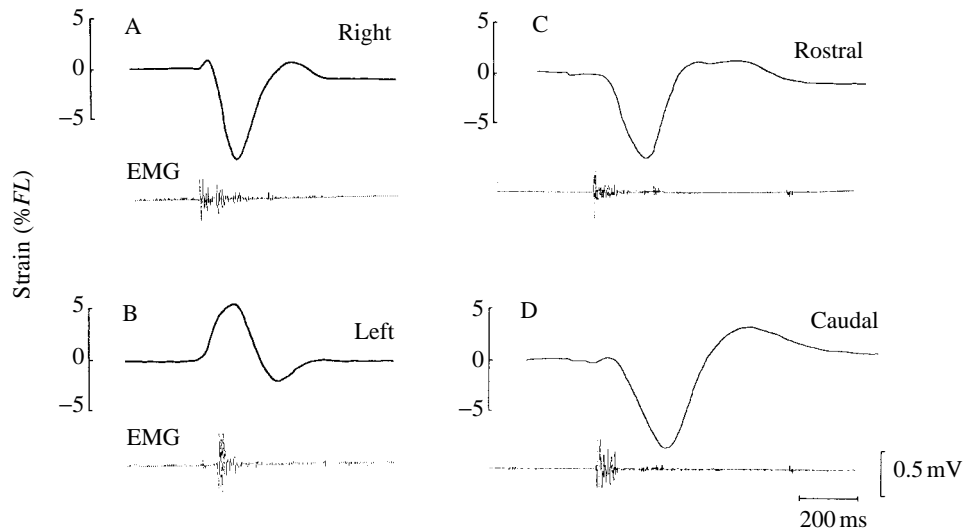 A
Right
5
0
−5
EMG
C
Rostral
5
0
−5
Strain (%FL)
B
Left
5
0
−5
EMG
D
Caudal
5
0
−5
0.5 mV
200 ms